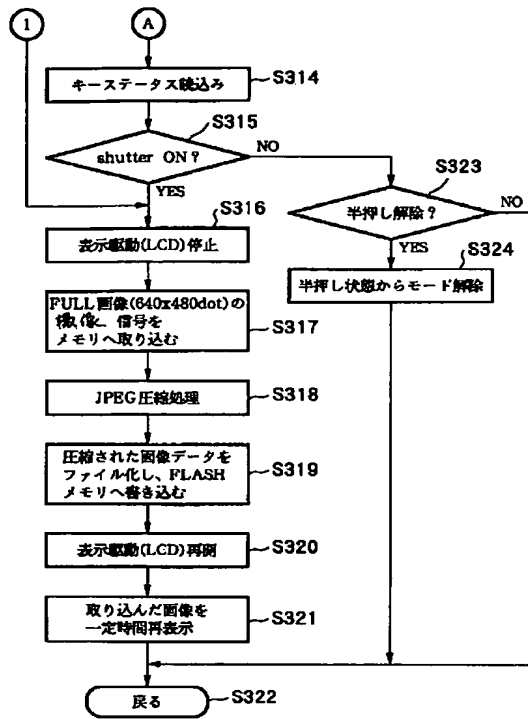 1
A
キーステータス読込み
S314
S315
shutter ON?
NO
YES
S323
半押し解除?
NO
YES
S316
表示駆動(LCD)停止
S324
半押し状態からモード解除
FULL画像(640x480dot)の
撮像、信号を
メモリへ取り込む
S317
JPEG圧縮処理
S318
圧縮された画像データを
ファイル化し、FLASH
メモリへ書き込む
S319
表示駆動(LCD)再開
S320
取り込んだ画像を
一定時間再表示
S321
戻る
S322